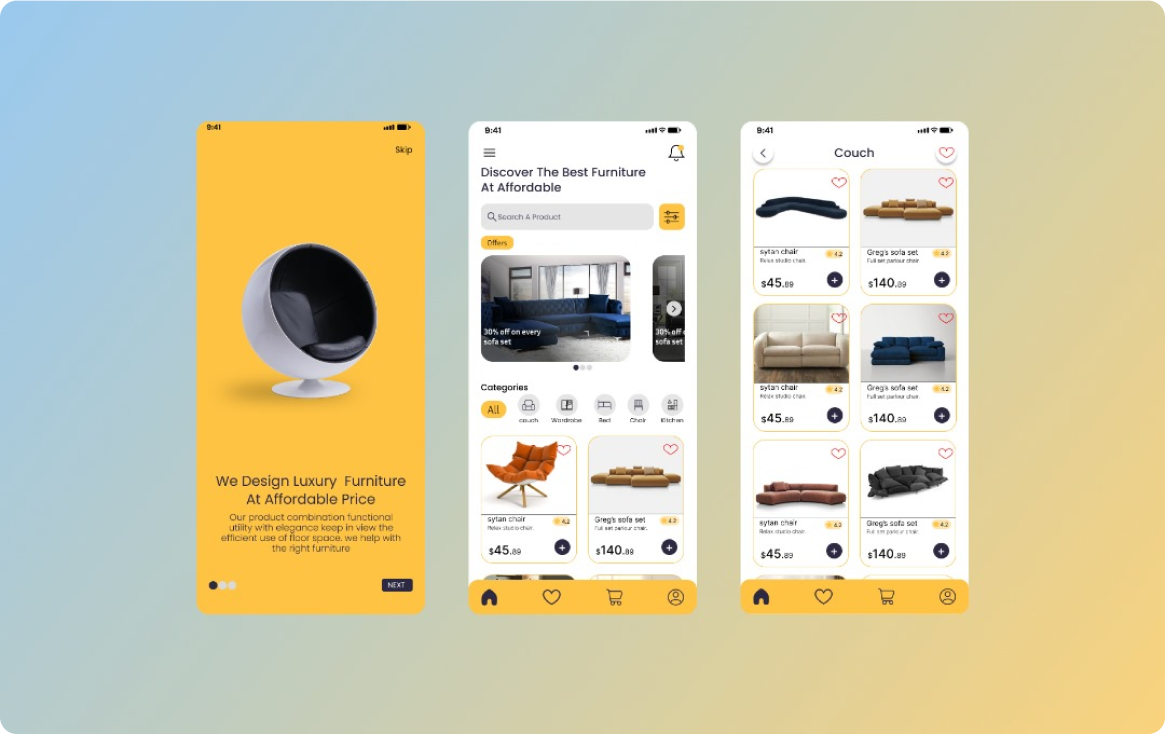 9:41
Skip
We Design Luxury Furniture
At Affordable Price
Our product combination functional
utility with elegance keep in view the
efficient use of floor space. we help with
the right furniture
NEXT
9:41
Discover The Best Furniture
At Affordable
Search A Product
Offers
30% off on every
sofa set
30% off
sofa set
Categories
All
couch
Wardrobe
Bed
Chair
Kitchen
sytan chair
4.2
Relax studio chair.
$45.89
Greg's sofa set
4.2
Full set parlour chair.
$140.89
9:41
Couch
sytan chair
4.2
Relax studio chair.
$45.89
Greg's sofa set
4.2
Full set parlour chair.
$140.89
sytan chair
4.2
Relax studio chair.
$45.89
Greg's sofa set
4.2
Full set parlour chair.
$140.89
sytan chair
4.2
Relax studio chair.
$45.89
Greg's sofa set
4.2
Full set parlour chair.
$140.89